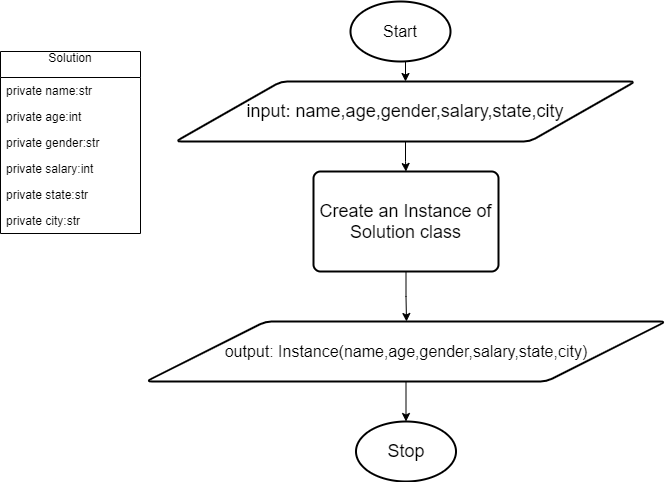 Solution
private name:str
private age:int
private gender:str
private salary:int
private state:str
private city:str
Start
input: name,age,gender,salary,state,city
Create an Instance of
Solution class
output: Instance(name,age,gender,salary,state,city)
Stop